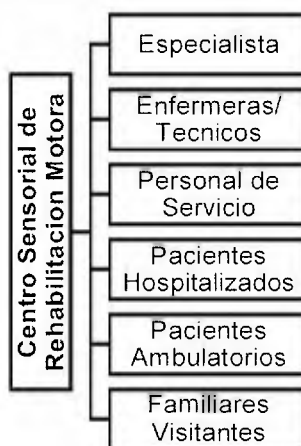 Centro Sensorial de
Rehabilitacion Motora
Especialista
Enfermeras/
Tecnicos
Personal de
Servicio
Pacientes
Hospitalizados
Pacientes
Ambulatorios
Familiares
Visitantes